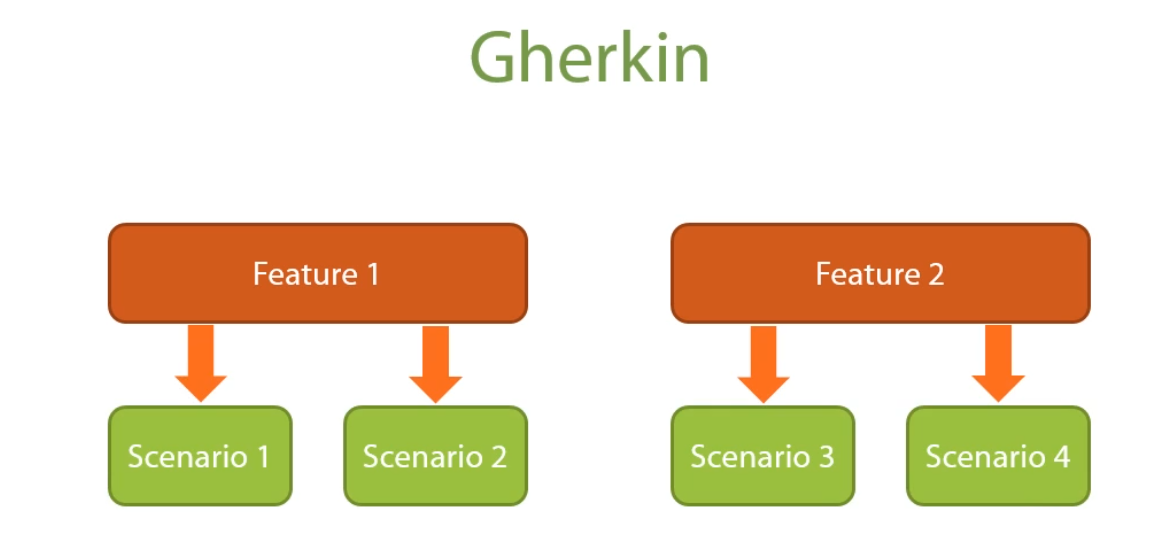 Gherkin
Feature 1
Feature 2
Scenario 1
Scenario 2
Scenario 3
Scenario 4